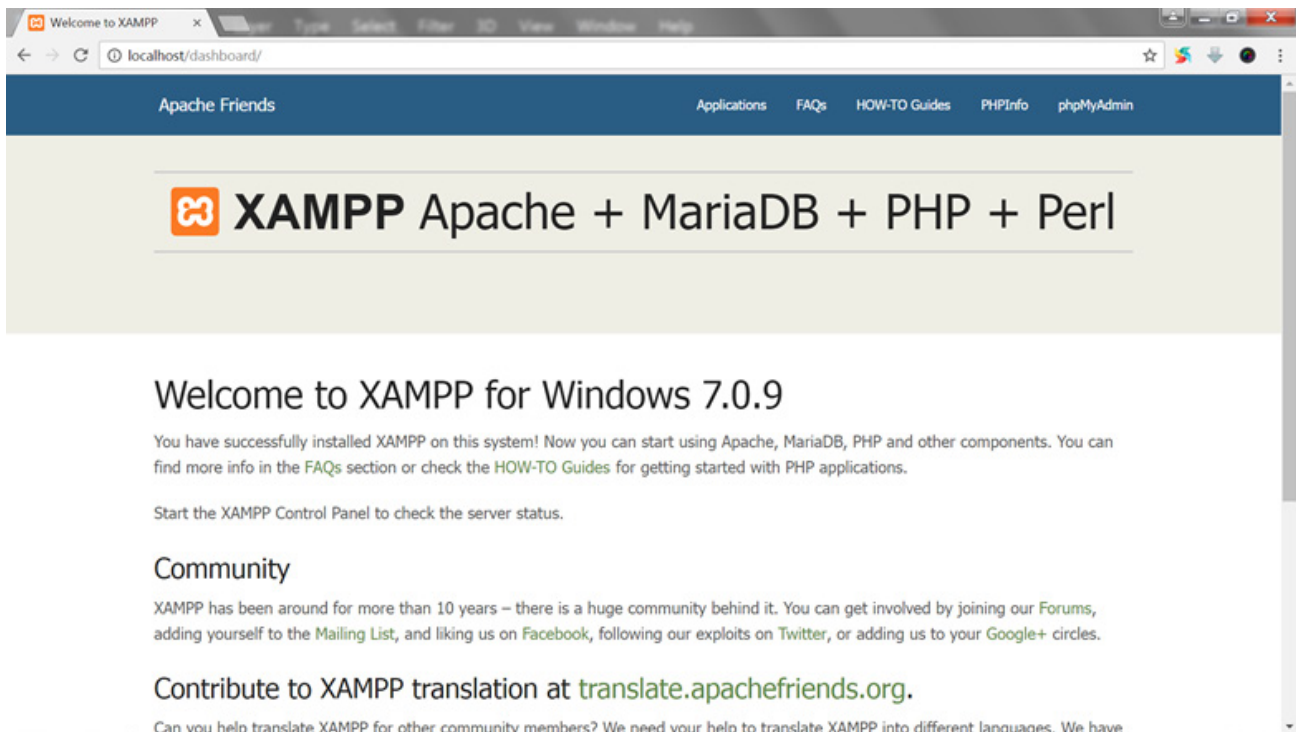 Welcome to XAMPP
Type Select Filter 3D View Window Help
localhost/dashboard/
Apache Friends Applications FAQs HOW-TO Guides PHPInfo phpMyAdmin
XAMPP Apache + MariaDB + PHP + Perl
Welcome to XAMPP for Windows 7.0.9
You have successfully installed XAMPP on this system! Now you can start using Apache, MariaDB, PHP and other components. You can
find more info in the FAQs section or check the HOW-TO Guides for getting started with PHP applications.
Start the XAMPP Control Panel to check the server status.
Community
XAMPP has been around for more than 10 years – there is a huge community behind it. You can get involved by joining our Forums,
adding yourself to the Mailing List, and liking us on Facebook, following our exploits on Twitter, or adding us to your Google+ circles.
Contribute to XAMPP translation at translate.apachefriends.org.
Can you help translate XAMPP for other community members? We need your help to translate XAMPP into different languages. We have